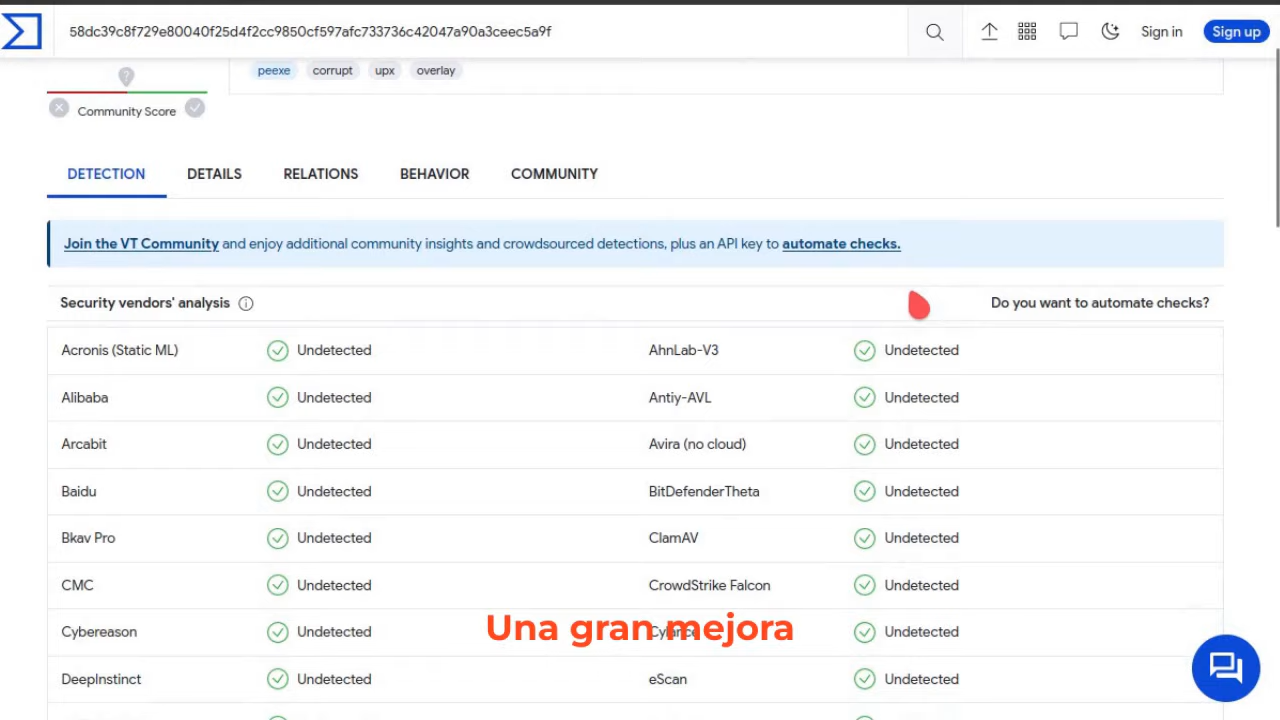 58dc39c8f729e80040f25d4f2cc9850cf597afc733736c42047a90a3ceec5a9f
Sign in
Sign up
peexe corrupt upx overlay
Community Score
DETECTION DETAILS RELATIONS BEHAVIOR COMMUNITY
Join the VT Community and enjoy additional community insights and crowdsourced detections, plus an API key to automate checks.
Security vendors' analysis
Do you want to automate checks?
Acronis (Static ML) Undetected AhnLab-V3 Undetected
Alibaba Undetected Antiy-AVL Undetected
Arcabit Undetected Avira (no cloud) Undetected
Baidu Undetected BitDefenderTheta Undetected
Bkav Pro Undetected ClamAV Undetected
CMC Undetected CrowdStrike Falcon Undetected
Cybereason Undetected Cylance Undetected
Una gran mejora
DeepInstinct Undetected eScan Undetected